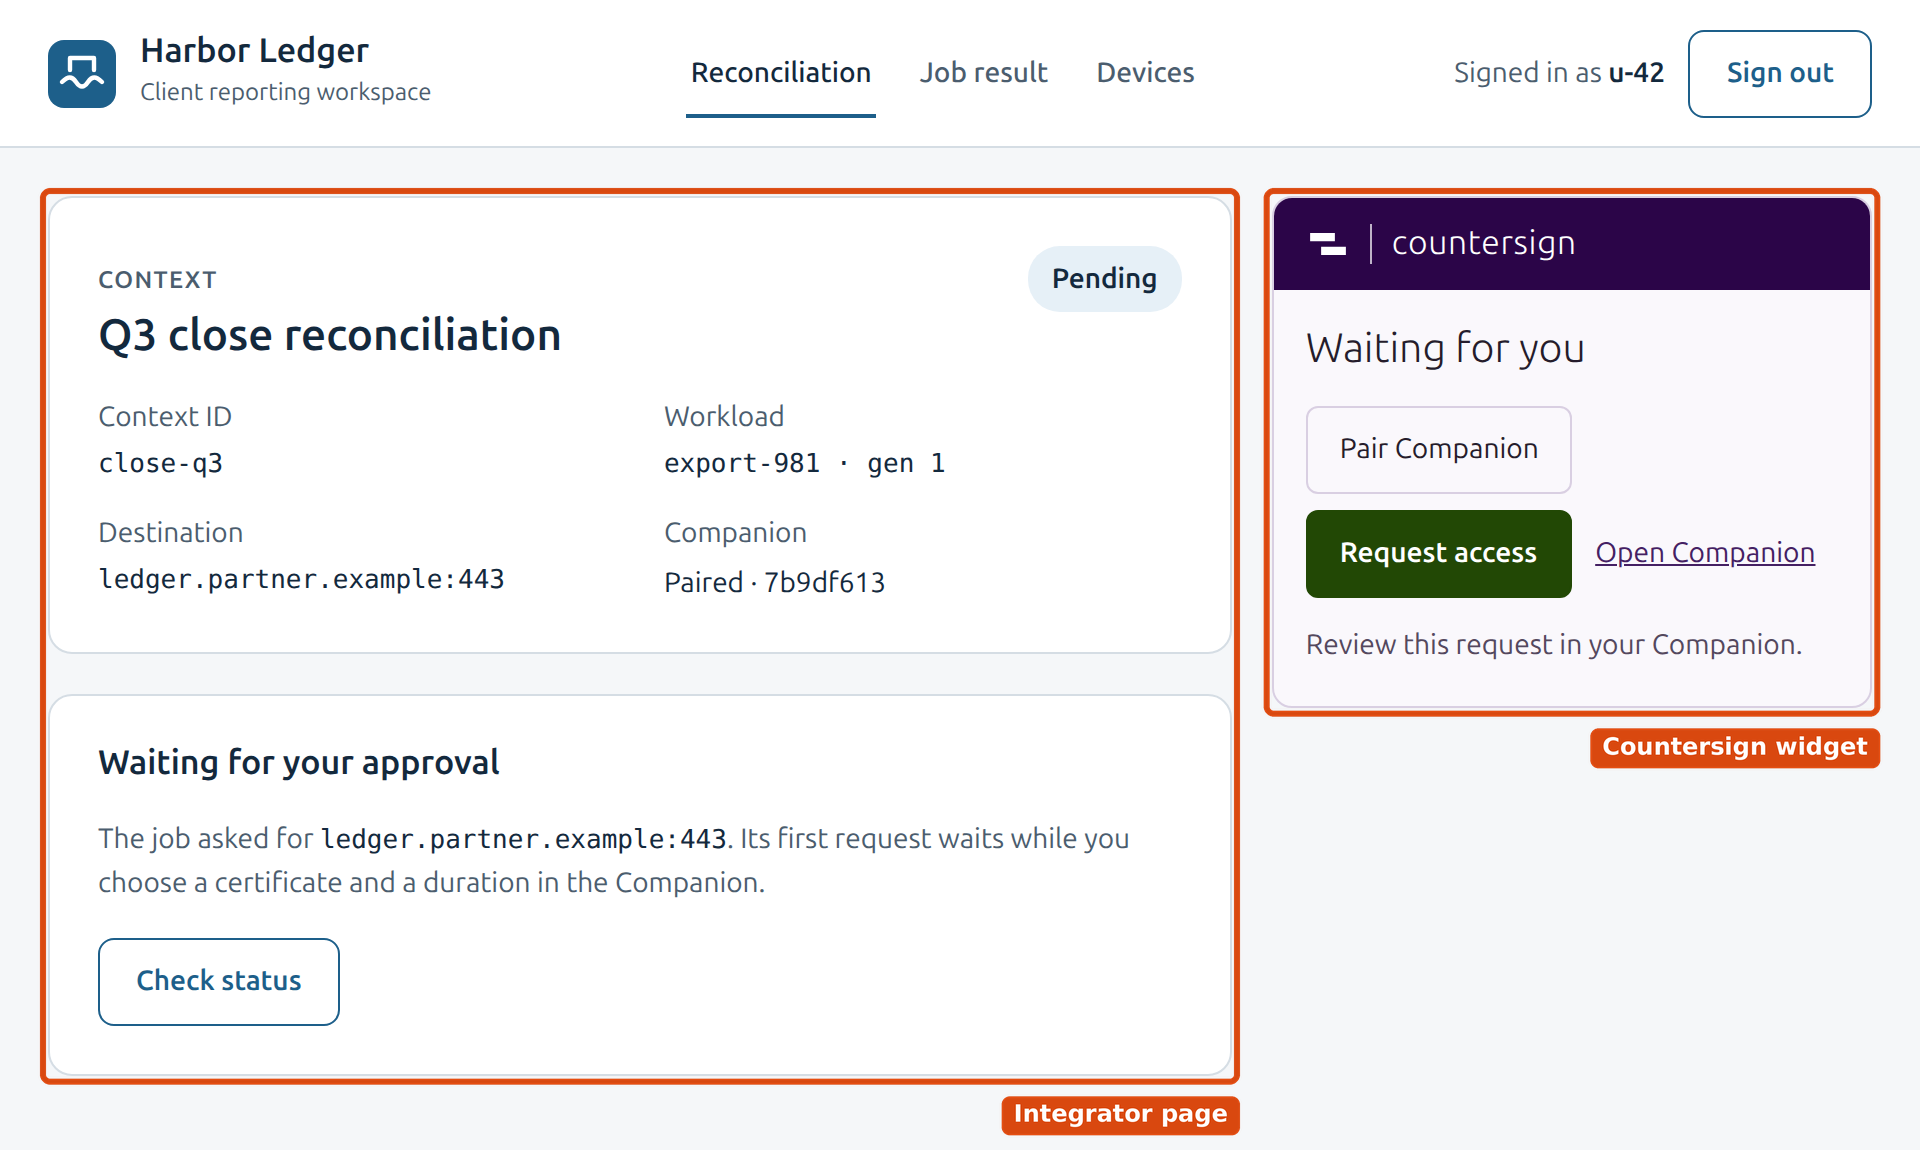 Harbor Ledger
Client reporting workspace
Reconciliation
Job result
Devices
Signed in as u-42
Sign out
CONTEXT
Pending
Q3 close reconciliation
Context ID
close-q3
Workload
export-981 · gen 1
Destination
ledger.partner.example:443
Companion
Paired · 7b9df613
Waiting for your approval
The job asked for ledger.partner.example:443. Its first request waits while you
choose a certificate and a duration in the Companion.
Check status
Integrator page
countersign
Waiting for you
Pair Companion
Request access
Open Companion
Review this request in your Companion.
Countersign widget